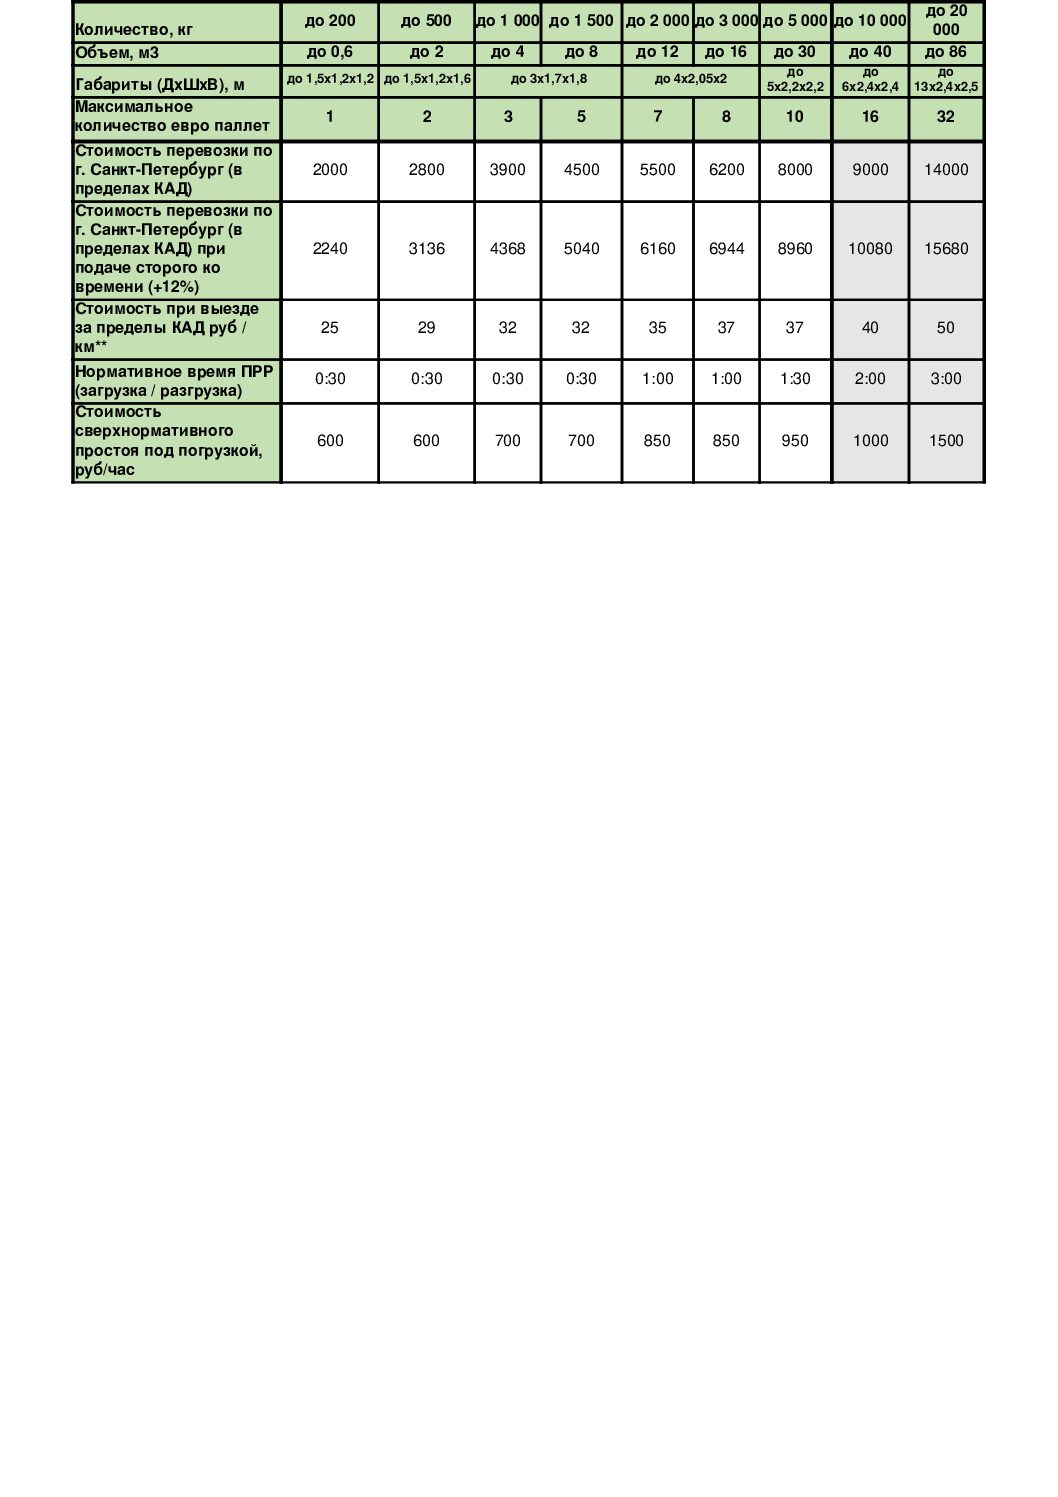 Количество, кг до 200 до 500 до 1 000 до 1 500 до 2 000 до 3 000 до 5 000 до 10 000 до 20 000
Объем, м3 до 0,6 до 2 до 4 до 8 до 12 до 16 до 30 до 40 до 86
Габариты (ДхШхВ), м до 1,5х1,2х1,2 до 1,5х1,2х1,6 до 3х1,7х1,8 до 4х2,05х2 до 5х2,2х2,2 до 6х2,4х2,4 до 13х2,4х2,5
Максимальное
количество евро паллет 1 2 3 5 7 8 10 16 32
Стоимость перевозки по
г. Санкт-Петербург (в 2000 2800 3900 4500 5500 6200 8000 9000 14000
пределах КАД)
Стоимость перевозки по
г. Санкт-Петербург (в
пределах КАД) при 2240 3136 4368 5040 6160 6944 8960 10080 15680
подаче сторого ко
времени (+12%)
Стоимость при выезде
за пределы КАД руб / 25 29 32 32 35 37 37 40 50
км**
Нормативное время ПРР 0:30 0:30 0:30 0:30 1:00 1:00 1:30 2:00 3:00
(загрузка / разгрузка)
Стоимость
сверхнормативного
простоя под погрузкой, 600 600 700 700 850 850 950 1000 1500
руб/час